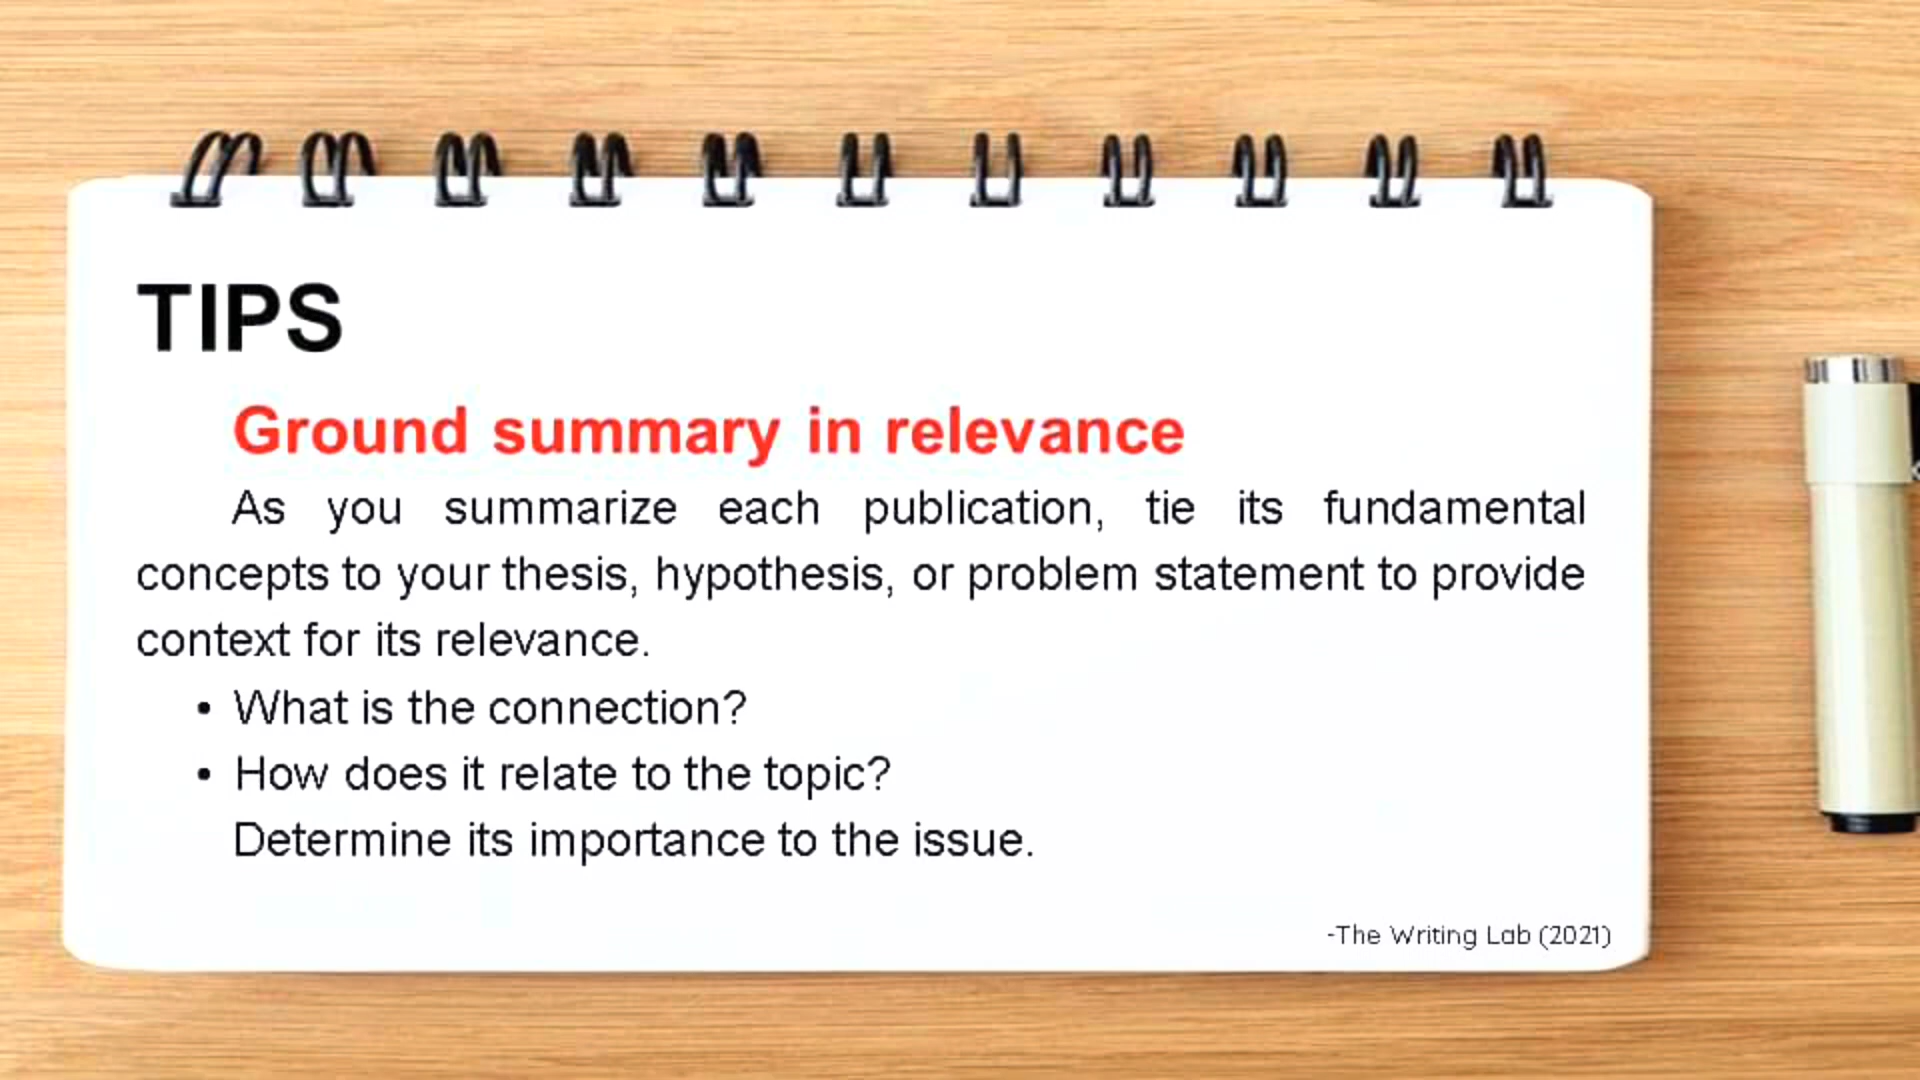 TIPS
Ground summary in relevance
As you summarize each publication, tie its fundamental
concepts to your thesis, hypothesis, or problem statement to provide
context for its relevance.
• What is the connection?
• How does it relate to the topic?
Determine its importance to the issue.
-The Writing Lab (2021)